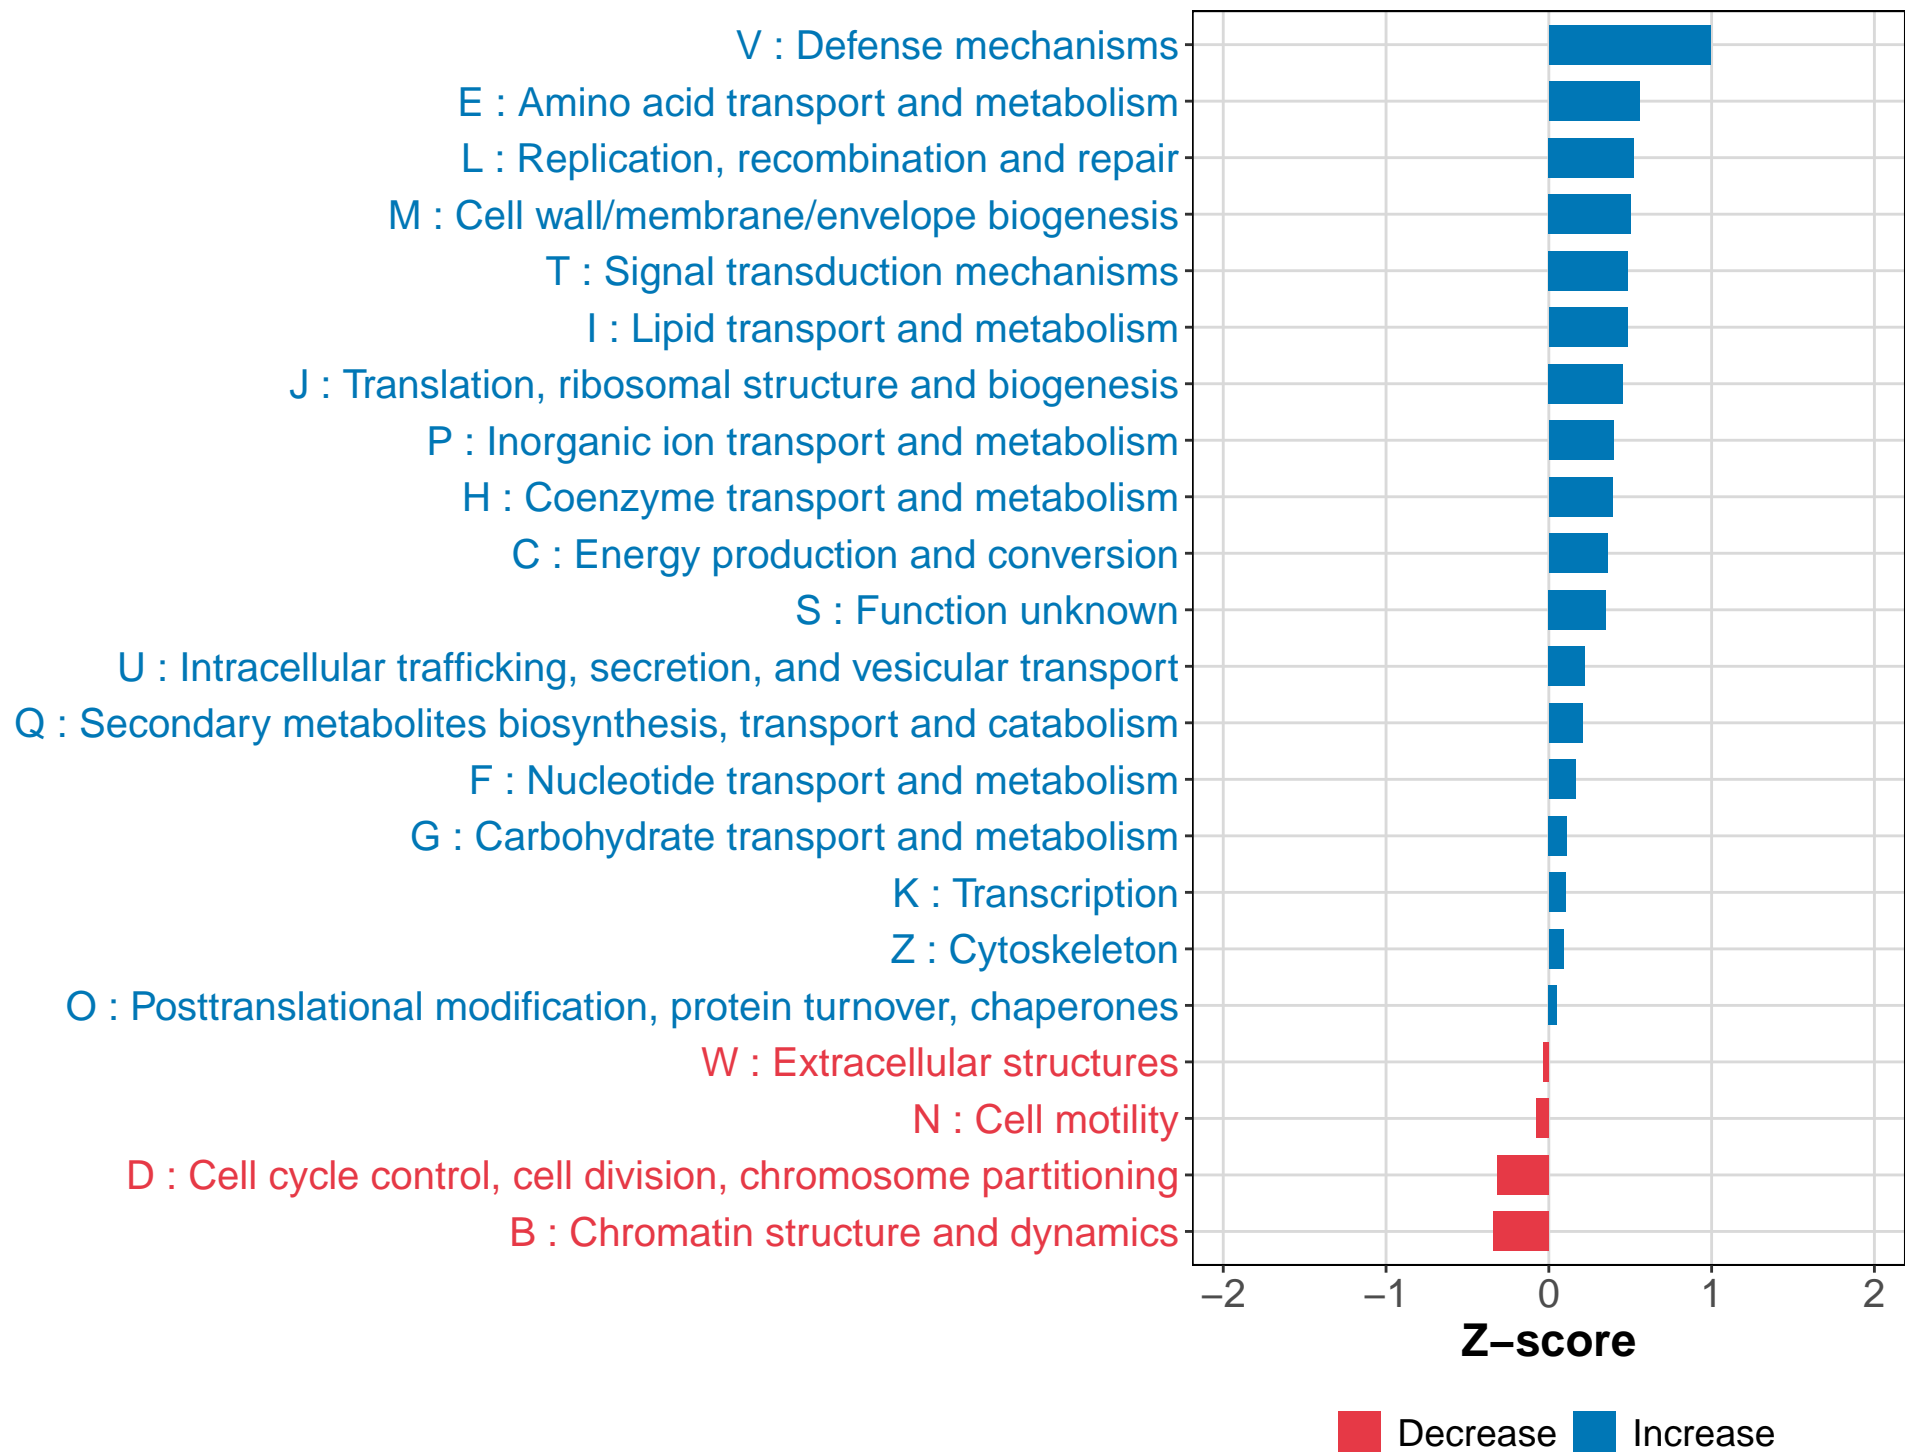 V : Defense mechanisms
E : Amino acid transport and metabolism
L : Replication, recombination and repair
M : Cell wall/membrane/envelope biogenesis
T : Signal transduction mechanisms
I : Lipid transport and metabolism
J : Translation, ribosomal structure and biogenesis
P : Inorganic ion transport and metabolism
H : Coenzyme transport and metabolism
C : Energy production and conversion
S : Function unknown
U : Intracellular trafficking, secretion, and vesicular transport
Q : Secondary metabolites biosynthesis, transport and catabolism
F : Nucleotide transport and metabolism
G : Carbohydrate transport and metabolism
K : Transcription
Z : Cytoskeleton
O : Posttranslational modification, protein turnover, chaperones
W : Extracellular structures
N : Cell motility
D : Cell cycle control, cell division, chromosome partitioning
B : Chromatin structure and dynamics
−2 −1 0 1 2
Z−score
Decrease Increase